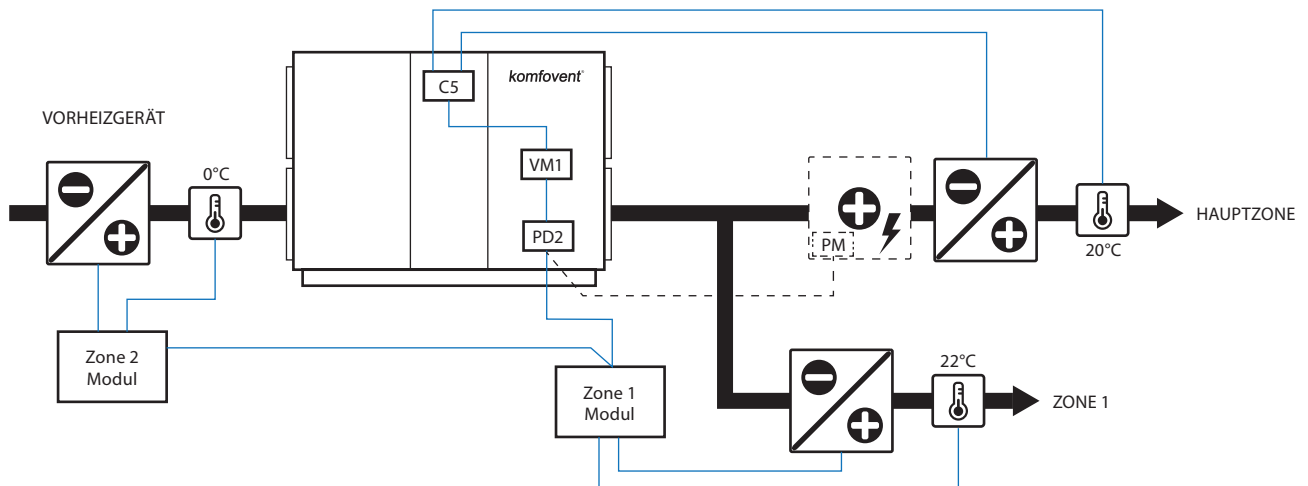 C5
komfovent®
VORHEIZGERÄT
0°C
VM1
PD2
PM
HAUPTZONE
20°C
Zone 2
Modul
Zone 1
Modul
22°C
ZONE 1